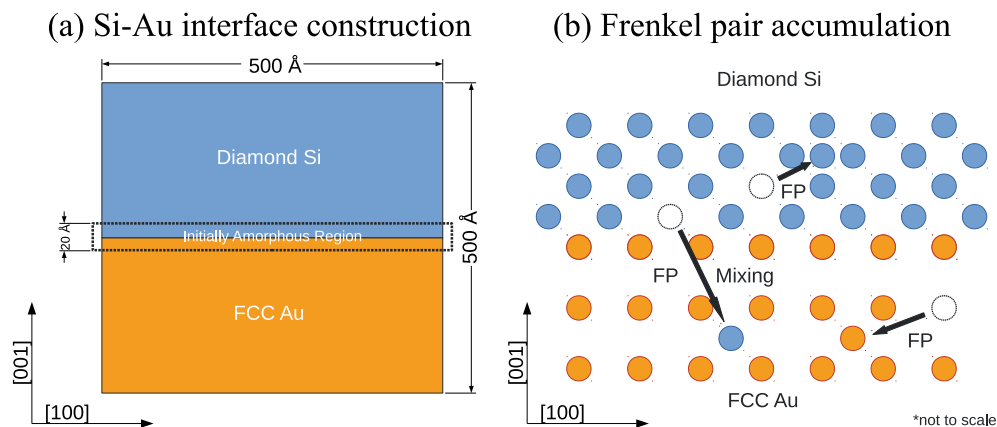 (a) Si-Au interface construction
500 Å
Diamond Si
Initially Amorphous Region
20 Å
500 Å
FCC Au
[001]
[100]
(b) Frenkel pair accumulation
Diamond Si
FP
FP Mixing
FP
FCC Au
[001]
[100]
*not to scale